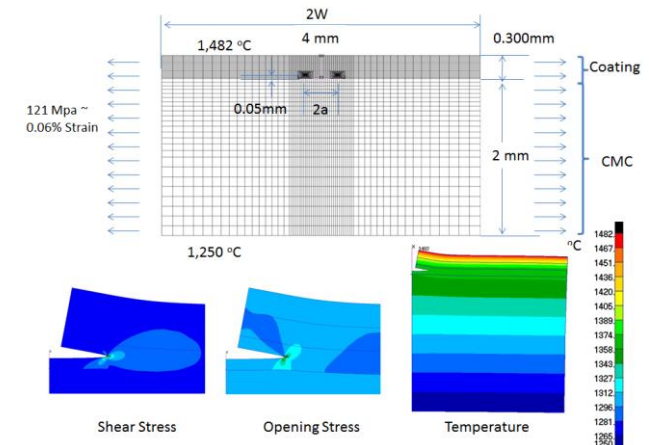 2W
4 mm
1,482 °C
0.300mm
Coating
0.05mm
2a
121 Mpa ~
0.06% Strain
2 mm
CMC
1,250 °C
°C
1482.
1467.
1451.
1436.
1420.
1405.
1389.
1374.
1358.
1343.
1327.
1312.
1296.
1281.
1265.
1250.
Shear Stress
Opening Stress
Temperature